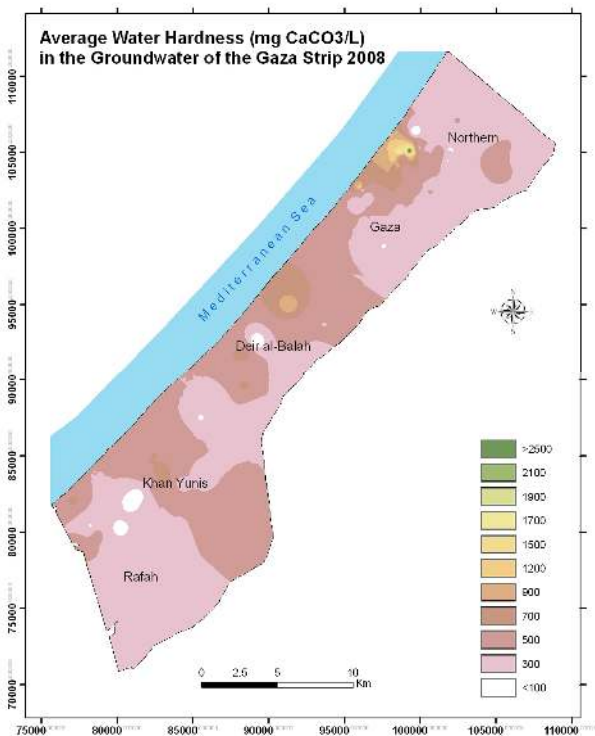 Average Water Hardness (mg CaCO3/L)
in the Groundwater of the Gaza Strip 2008
110000
105000
100000
95000
90000
85000
80000
75000
70000
Northern
Gaza
Mediterranean Sea
Deir al-Balah
Khan Yunis
Rafah
N
W
S
>2500
2100
1900
1700
1500
1200
900
700
500
300
<100
0 2.5 5 10
Km
75000 80000 85000 90000 95000 100000 105000 110000